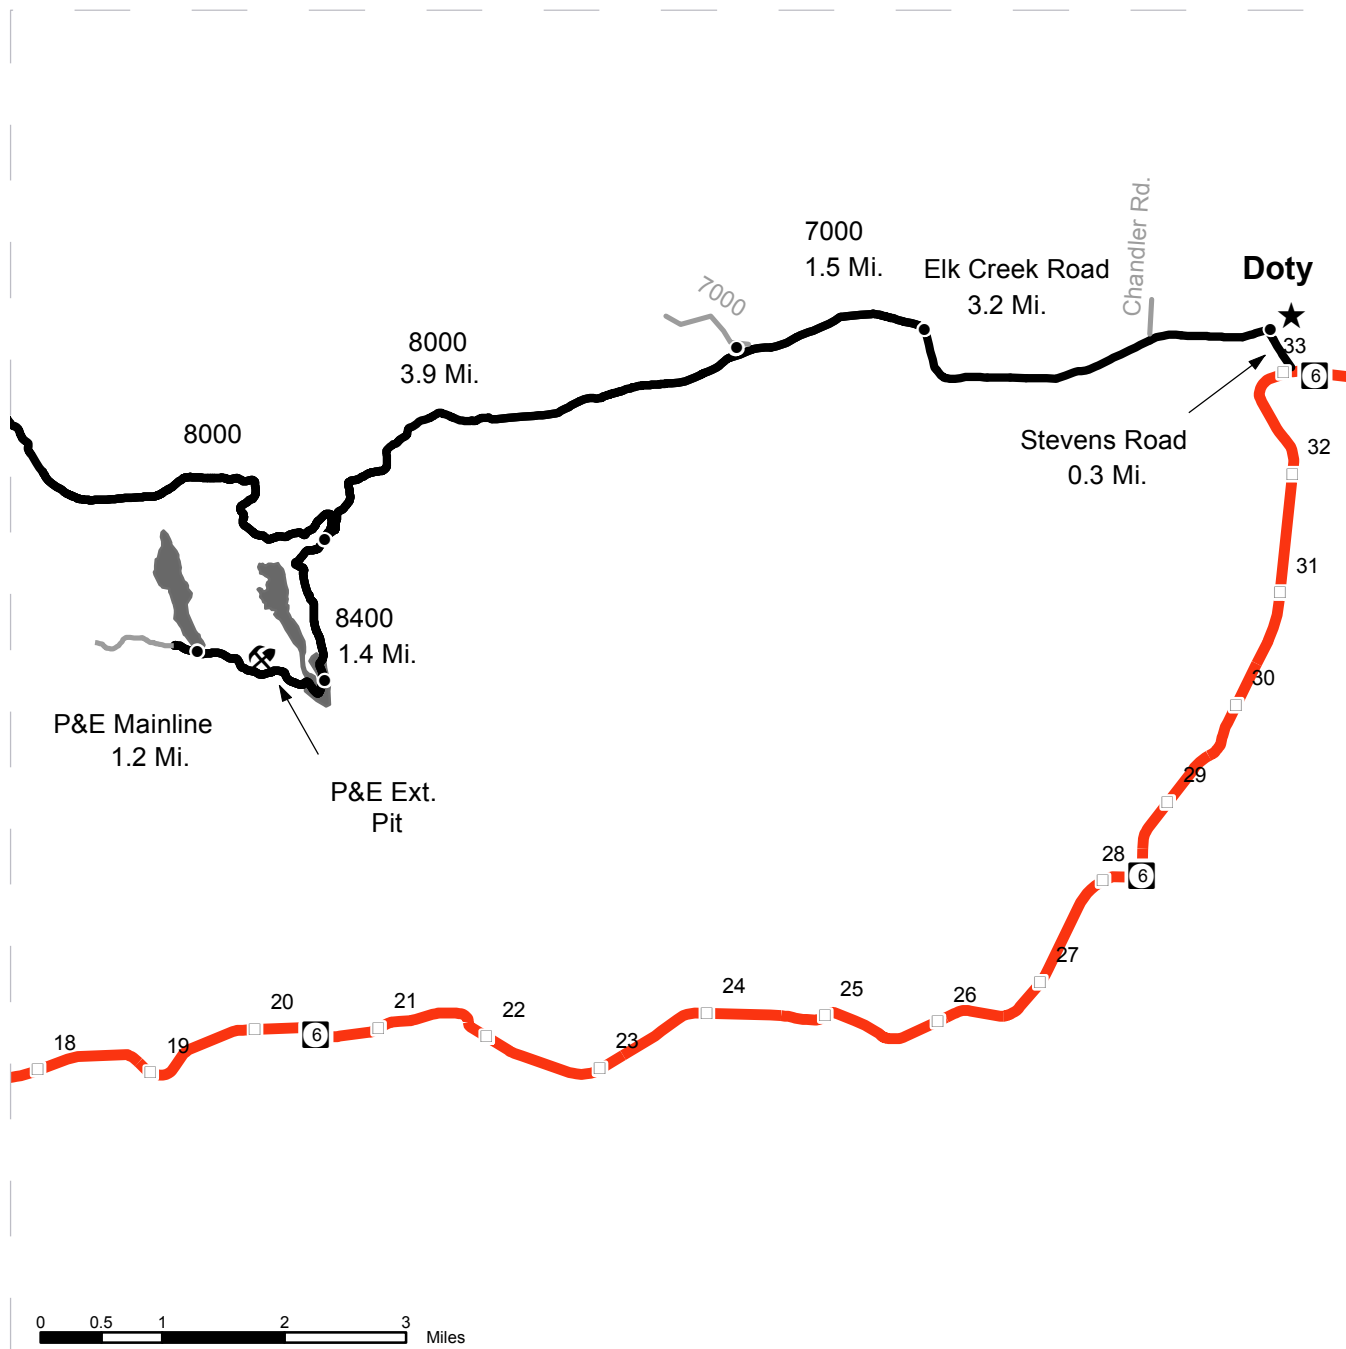 7000
1.5 Mi.
Elk Creek Road
3.2 Mi.
Chandler Rd.
Doty
7000
8000
3.9 Mi.
33
6
8000
Stevens Road
0.3 Mi.
32
31
8400
1.4 Mi.
30
P&E Mainline
1.2 Mi.
29
P&E Ext.
Pit
28
6
27
26
25
24
23
22
21
20
6
19
18
0 0.5 1 2 3
Miles